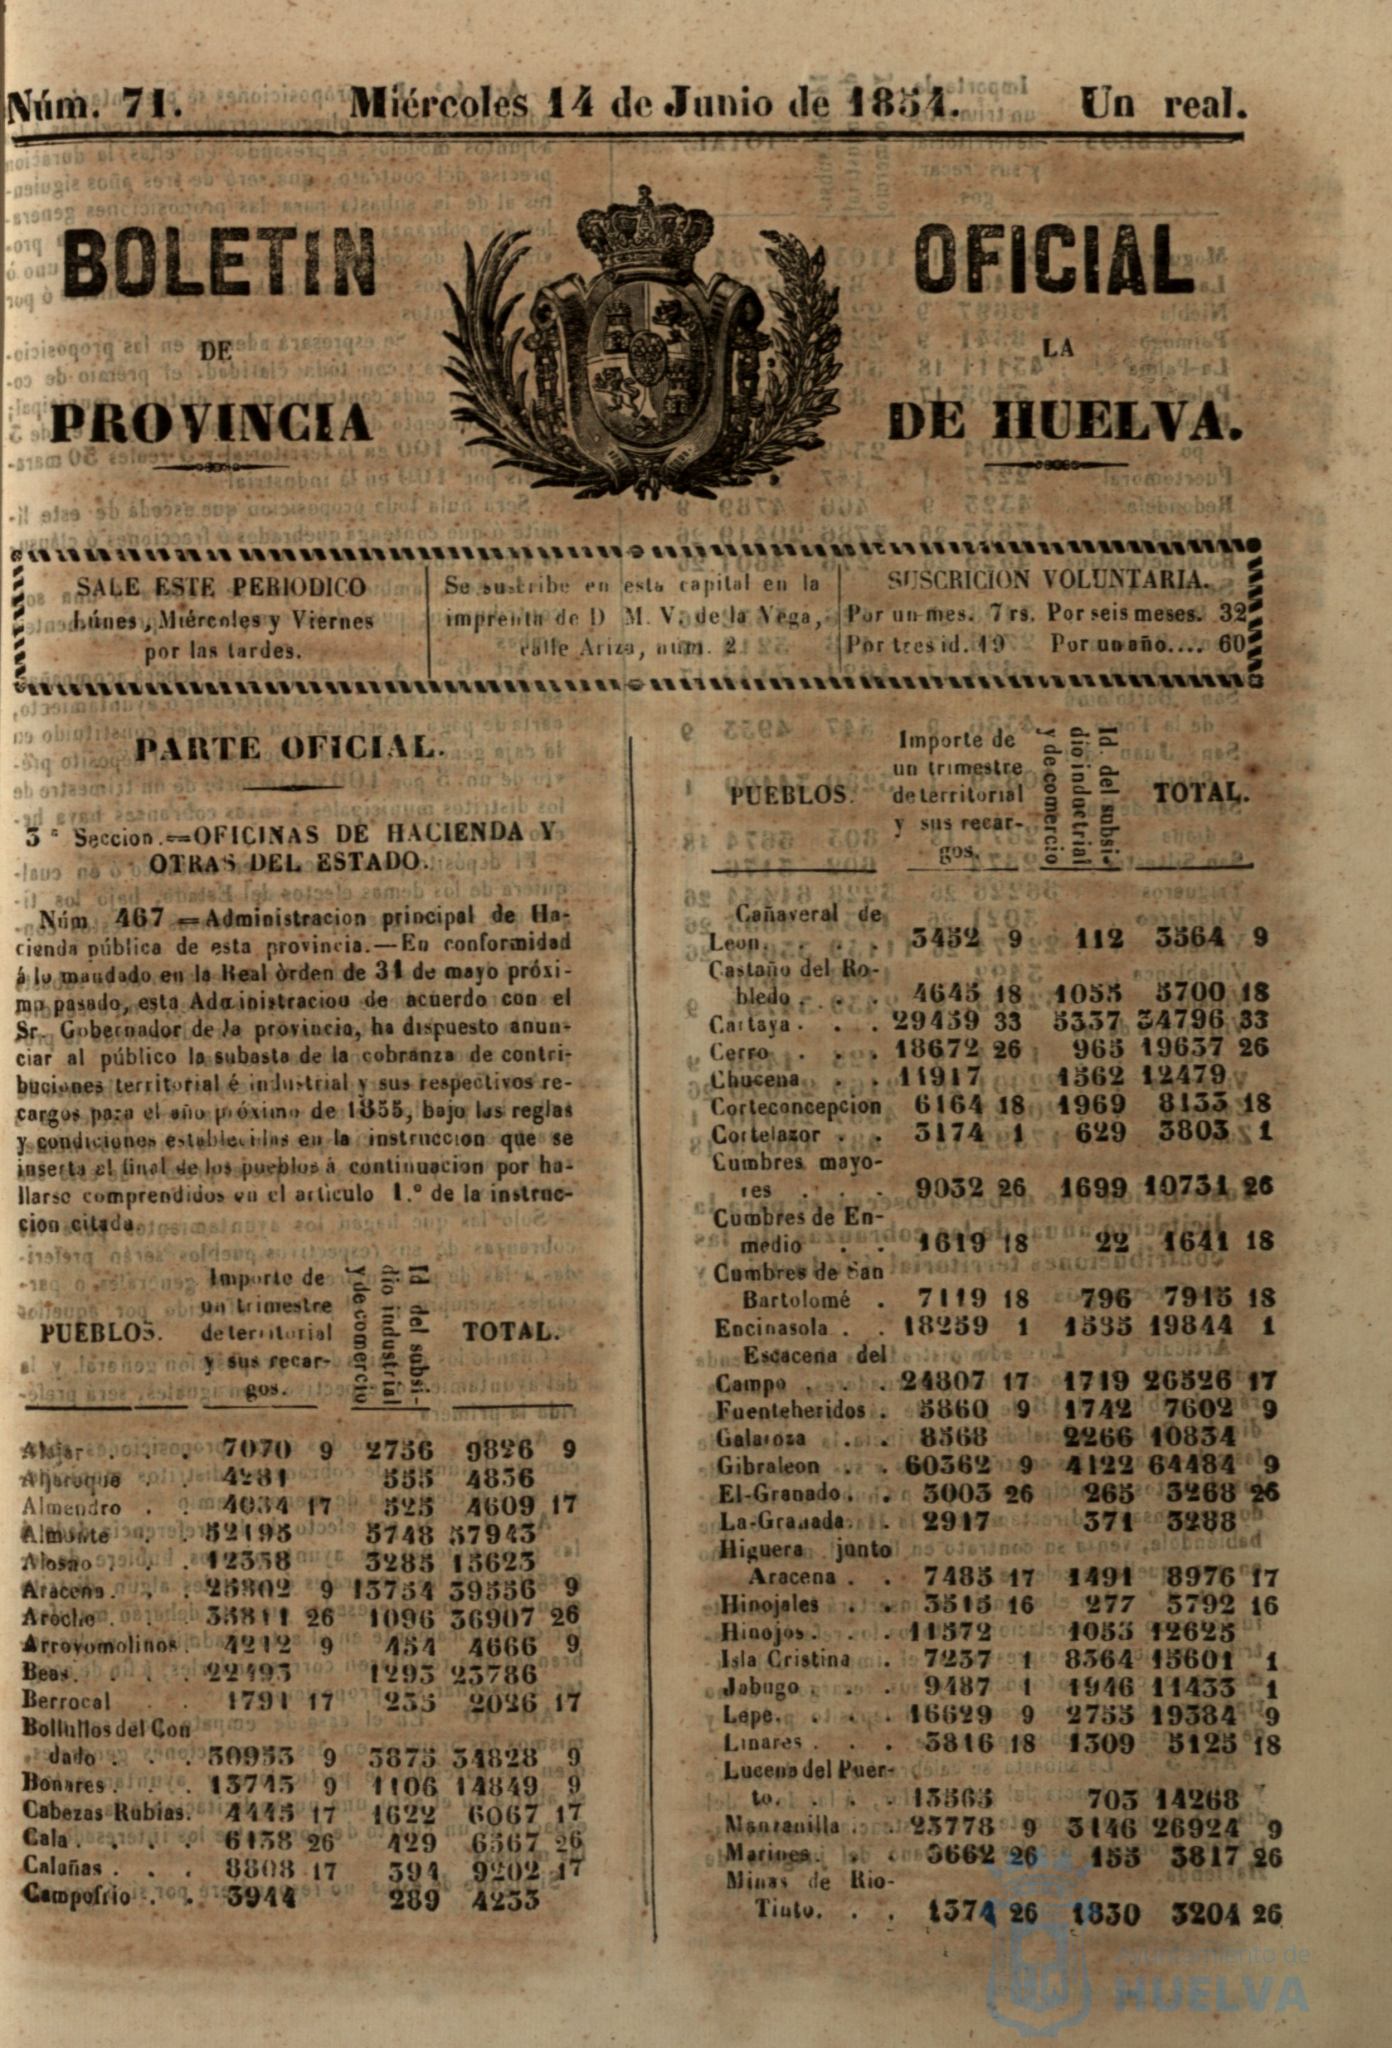 Núm. 71. Miércoles 14 de Junio de 1854. Un real.
BOLETIN OFICIAL
DE LA
PROVINCIA DE HUELVA.
SALE ESTE PERIODICO
Lúnes, Miércoles y Viernes
por las tardes.
Se suscribe en esta capital en la
imprenta de D M. V. de la Vega,
calle Ariza, núm. 2
SUSCRICION VOLUNTARIA.
Por un mes. 7 rs. Por seis meses. 32
Por tres id. 19 Por un año.... 60
PARTE OFICIAL.
3ª Seccion.=OFICINAS DE HACIENDA Y
OTRAS DEL ESTADO.
Núm 467 =Administracion principal de Ha-
cienda pública de esta provincia.—En conformidad
á lo mandado en la Real òrden de 31 de mayo próxi-
mo pasado, esta Administracion de acuerdo con el
Sr. Gobernador de la provincia, ha dispuesto anun-
ciar al público la subasta de la cobranza de contri-
buciones territorial é industrial y sus respectivos re-
cargos para el año próximo de 1855, bajo las reglas
y condiciones establecidas en la instruccion que se
inserta el final de los pueblos á continuacion por ha-
llarse comprendidos en el articulo 1.º de la instruc-
cion citada.
PUEBLOS.
Importe de
un trimestre
de territorial
y sus recar-
gos.
Id del subsi-
dio industrial
y de comercio
TOTAL.
Alajar . . . 7070 9 2756 9826 9
Aljaraque . . 4281 555 4836
Almendro . . 4084 17 525 4609 17
Almonte . . 52195 5748 57943
Alosno . . . 12338 3285 15623
Aracena. . . 25802 9 13754 39556 9
Aroche . . . 35811 26 1096 36907 26
Arroyomolinos. 4212 9 454 4666 9
Beas. . . . . 22493 1293 23786
Berrocal . . 1791 17 235 2026 17
Bollullos del Con
dado . . . 30953 9 3875 34828 9
Bonares . . . 13743 9 1106 14849 9
Cabezas Rubias. 4445 17 1622 6067 17
Cala . . . . . 6138 26 429 6567 26
Calañas . . . 8808 17 394 9202 17
Campofrio . . 3944 289 4233
PUEBLOS.
Importe de
un trimestre
de territorial
y sus recar-
gos.
Id. del subsi-
dio inductrial
y de comercio
TOTAL.
Cañaveral de
Leon. . . . 3452 9 112 3564 9
Castaño del Ro-
bledo . . . 4645 18 1055 5700 18
Cartaya . . . 29459 33 5337 34796 33
Cerro . . . 18672 26 965 19637 26
Chucena . . 11917 1562 12479
Corteconcepcion 6164 18 1969 8133 18
Cortelazor . . 3174 1 629 3803 1
Cumbres mayo-
res . . . 9032 26 1699 10731 26
Cumbres de En-
medio . . 1619 18 22 1641 18
Cumbres de San
Bartolomé . 7119 18 796 7915 18
Encinasola . . 18259 1 1585 19844 1
Escacena del
Campo . . . 24807 17 1719 26526 17
Fuenteheridos . 5860 9 1742 7602 9
Galaroza . . 8568 2266 10834
Gibraleon . . 60362 9 4122 64484 9
El-Granado . . 3003 26 265 3268 26
La-Granada. . 2917 371 3288
Higuera junto
Aracena . . 7485 17 1491 8976 17
Hinojales . . 3515 16 277 3792 16
Hinojos. . . 11572 1053 12625
Isla Cristina . 7237 1 8364 15601 1
Jabugo . . . 9487 1 1946 11433 1
Lepe. . . . 16629 9 2755 19384 9
Linares . . . 3816 18 1309 5125 18
Lucena del Puer-
to. . . . 13565 703 14268
Manzanilla . . 23778 9 3146 26924 9
Marines. . . 3662 26 155 3817 26
Minas de Rio-
Tinto. . . 1374 26 1830 3204 26
Ayuntamiento de
HUELVA